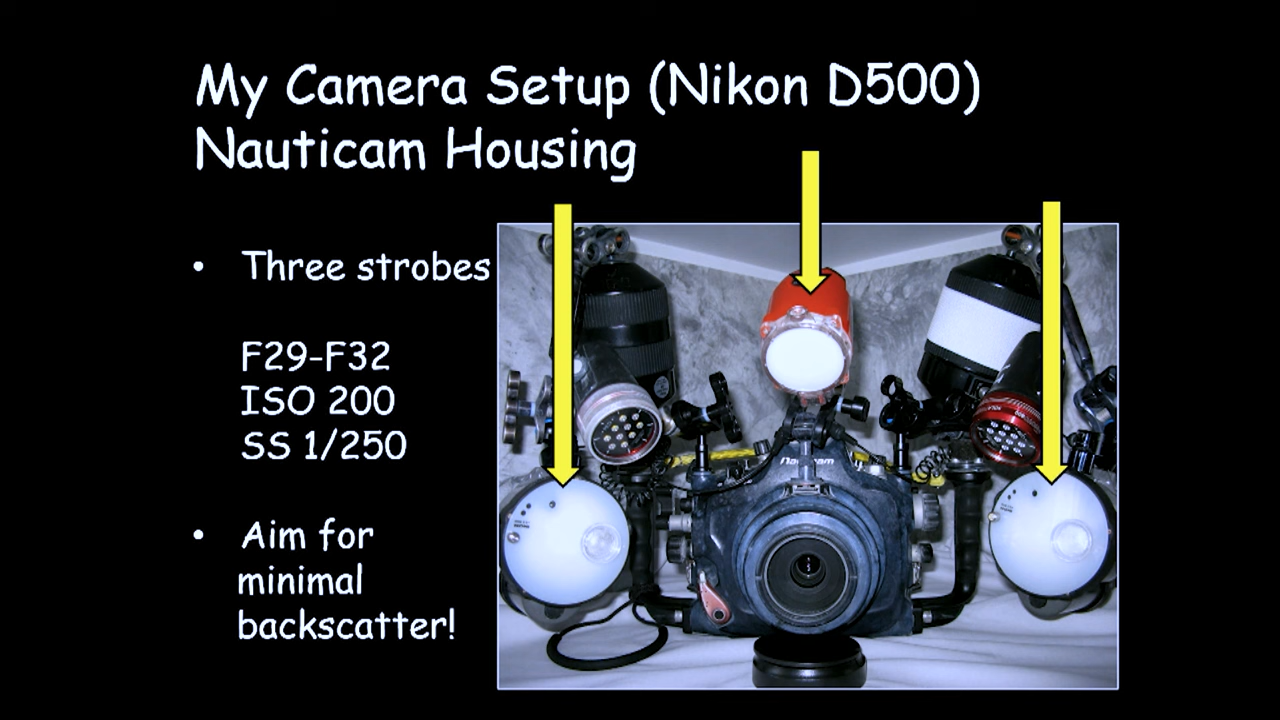 My Camera Setup (Nikon D500)
Nauticam Housing
• Three strobes
F29-F32
ISO 200
SS 1/250
• Aim for
minimal
backscatter!
Nauticam